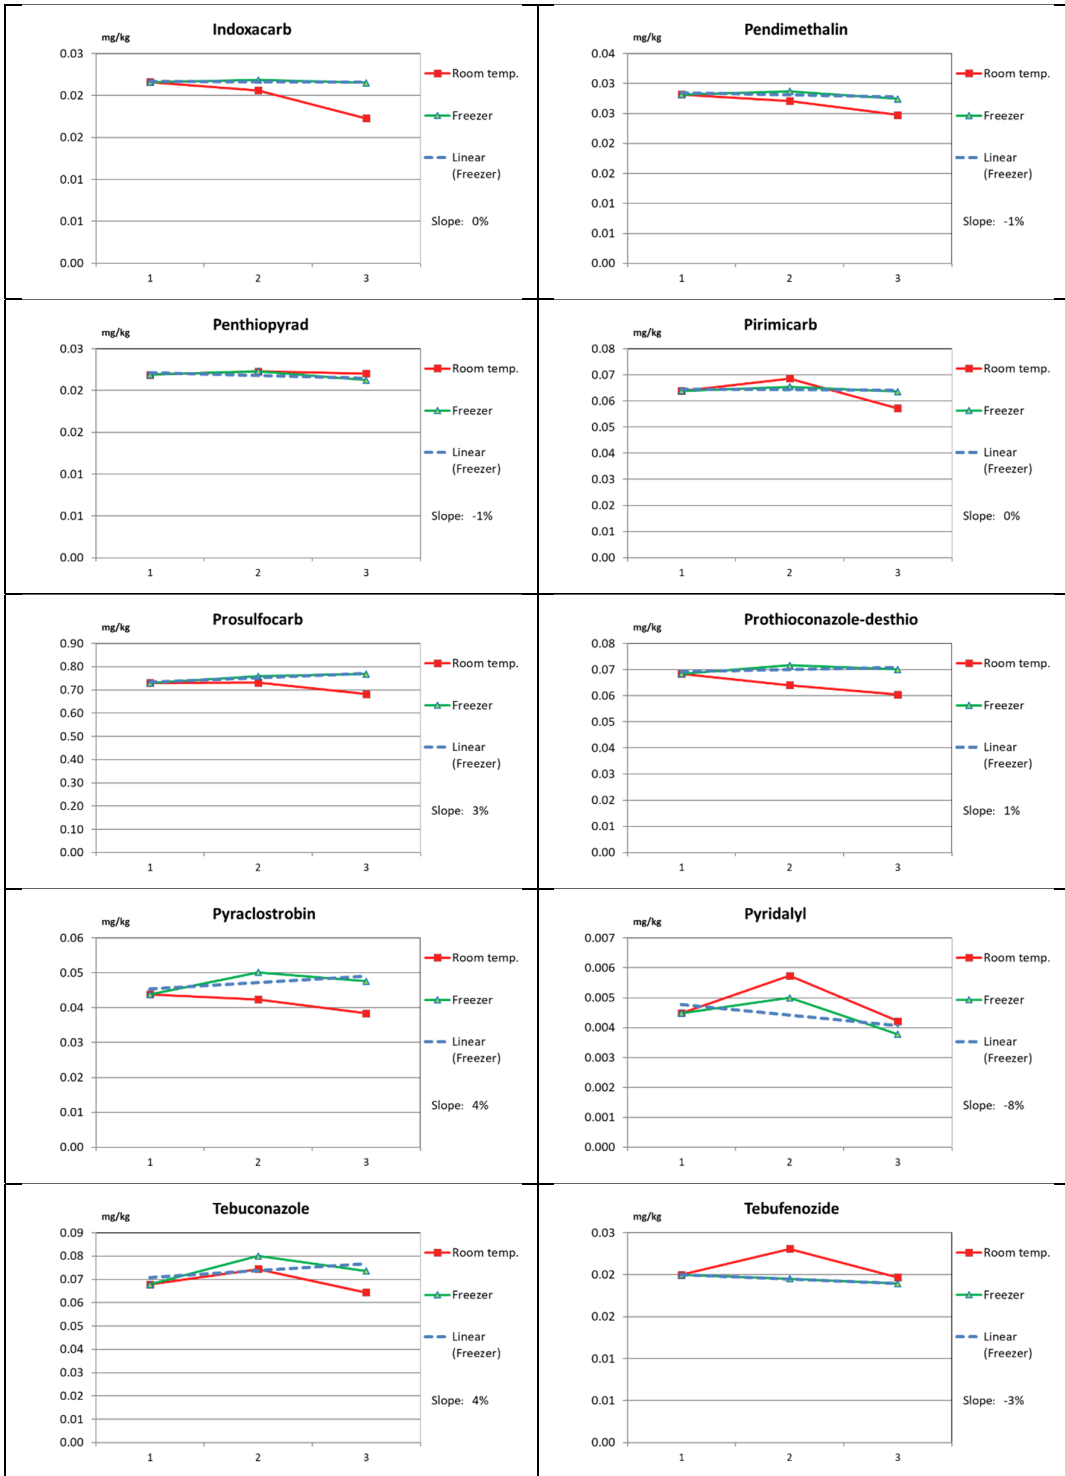 Indoxacarb
mg/kg
0.03
0.02
0.02
0.01
0.01
0.00
1 2 3
Room temp.
Freezer
Linear
(Freezer)
Slope: 0%
Pendimethalin
mg/kg
0.04
0.03
0.03
0.02
0.02
0.01
0.01
0.00
1 2 3
Room temp.
Freezer
Linear
(Freezer)
Slope: -1%
Penthiopyrad
mg/kg
0.03
0.02
0.02
0.01
0.01
0.00
1 2 3
Room temp.
Freezer
Linear
(Freezer)
Slope: -1%
Pirimicarb
mg/kg
0.08
0.07
0.06
0.05
0.04
0.03
0.02
0.01
0.00
1 2 3
Room temp.
Freezer
Linear
(Freezer)
Slope: 0%
Prosulfocarb
mg/kg
0.90
0.80
0.70
0.60
0.50
0.40
0.30
0.20
0.10
0.00
1 2 3
Room temp.
Freezer
Linear
(Freezer)
Slope: 3%
Prothioconazole-desthio
mg/kg
0.08
0.07
0.06
0.05
0.04
0.03
0.02
0.01
0.00
1 2 3
Room temp.
Freezer
Linear
(Freezer)
Slope: 1%
Pyraclostrobin
mg/kg
0.06
0.05
0.04
0.03
0.02
0.01
0.00
1 2 3
Room temp.
Freezer
Linear
(Freezer)
Slope: 4%
Pyridalyl
mg/kg
0.007
0.006
0.005
0.004
0.003
0.002
0.001
0.000
1 2 3
Room temp.
Freezer
Linear
(Freezer)
Slope: -8%
Tebuconazole
mg/kg
0.09
0.08
0.07
0.06
0.05
0.04
0.03
0.02
0.01
0.00
1 2 3
Room temp.
Freezer
Linear
(Freezer)
Slope: 4%
Tebufenozide
mg/kg
0.03
0.02
0.02
0.01
0.01
0.00
1 2 3
Room temp.
Freezer
Linear
(Freezer)
Slope: -3%